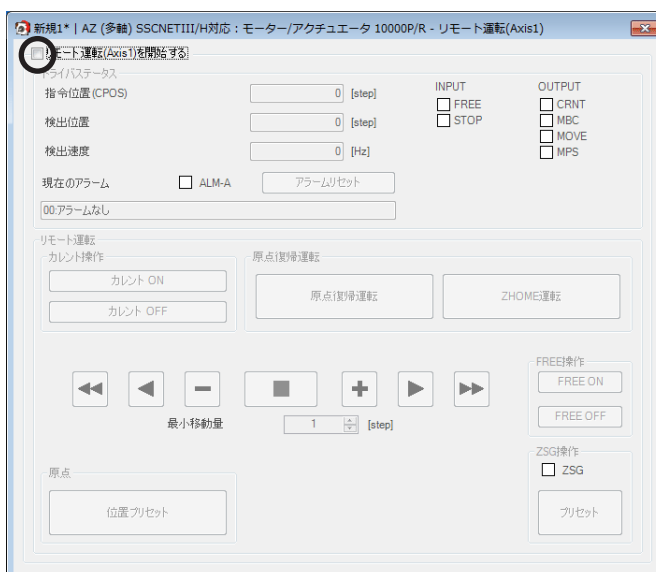 新規1* | AZ (多軸) SSCNETIII/H対応：モーター/アクチュエータ 10000P/R - リモート運転(Axis1)
リモート運転(Axis1)を開始する
ドライバステータス
指令位置(CPOS) 0 [step]
検出位置 0 [step]
検出速度 0 [Hz]
INPUT
FREE
STOP
OUTPUT
CRNT
MBC
MOVE
MPS
現在のアラーム ALM-A アラームリセット
00:アラームなし
リモート運転
カレント操作
カレント ON
カレント OFF
原点復帰運転
原点復帰運転 ZHOME運転
FREE操作
FREE ON
FREE OFF
最小移動量 1 [step]
原点
位置プリセット
ZSG操作
ZSG
プリセット